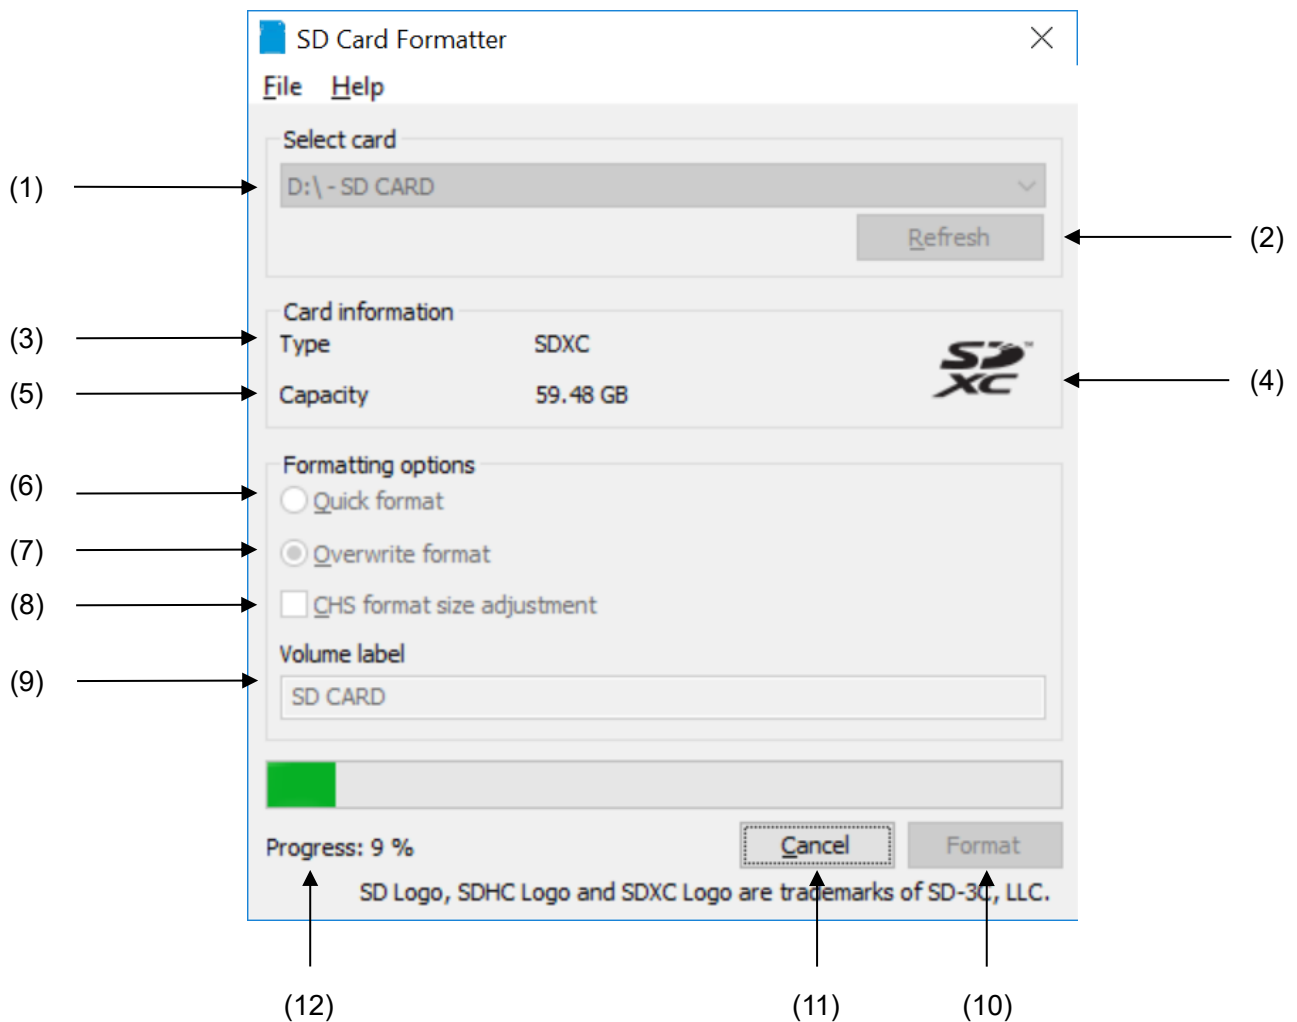 SD Card Formatter
File Help
Select card
(1)
D:\ - SD CARD
Refresh
(2)
Card information
(3)
Type SDXC
SD XC ™
(4)
(5)
Capacity 59.48 GB
Formatting options
(6)
Quick format
(7)
Overwrite format
(8)
CHS format size adjustment
Volume label
(9)
SD CARD
Progress: 9 %
Cancel
Format
SD Logo, SDHC Logo and SDXC Logo are trademarks of SD-3C, LLC.
(12) (11) (10)